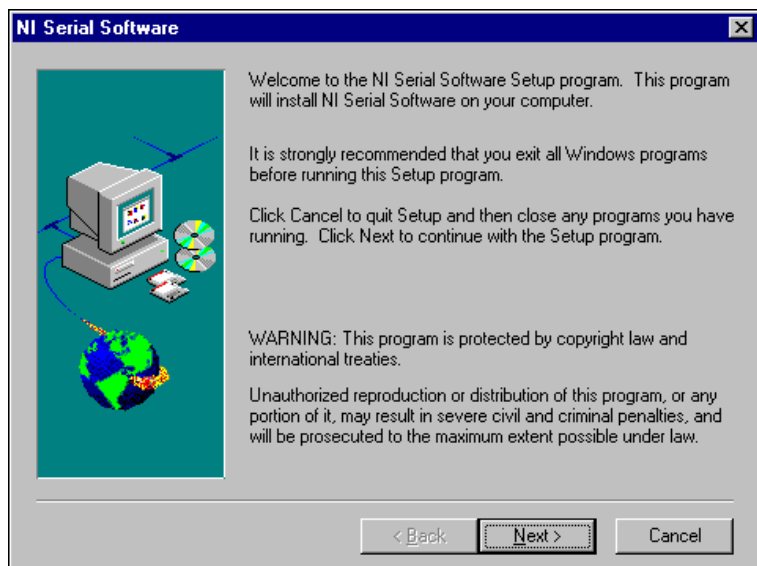 NI Serial Software
Welcome to the NI Serial Software Setup program. This program
will install NI Serial Software on your computer.
It is strongly recommended that you exit all Windows programs
before running this Setup program.
Click Cancel to quit Setup and then close any programs you have
running. Click Next to continue with the Setup program.
WARNING: This program is protected by copyright law and
international treaties.
Unauthorized reproduction or distribution of this program, or any
portion of it, may result in severe civil and criminal penalties, and
will be prosecuted to the maximum extent possible under law.
< Back
Next >
Cancel